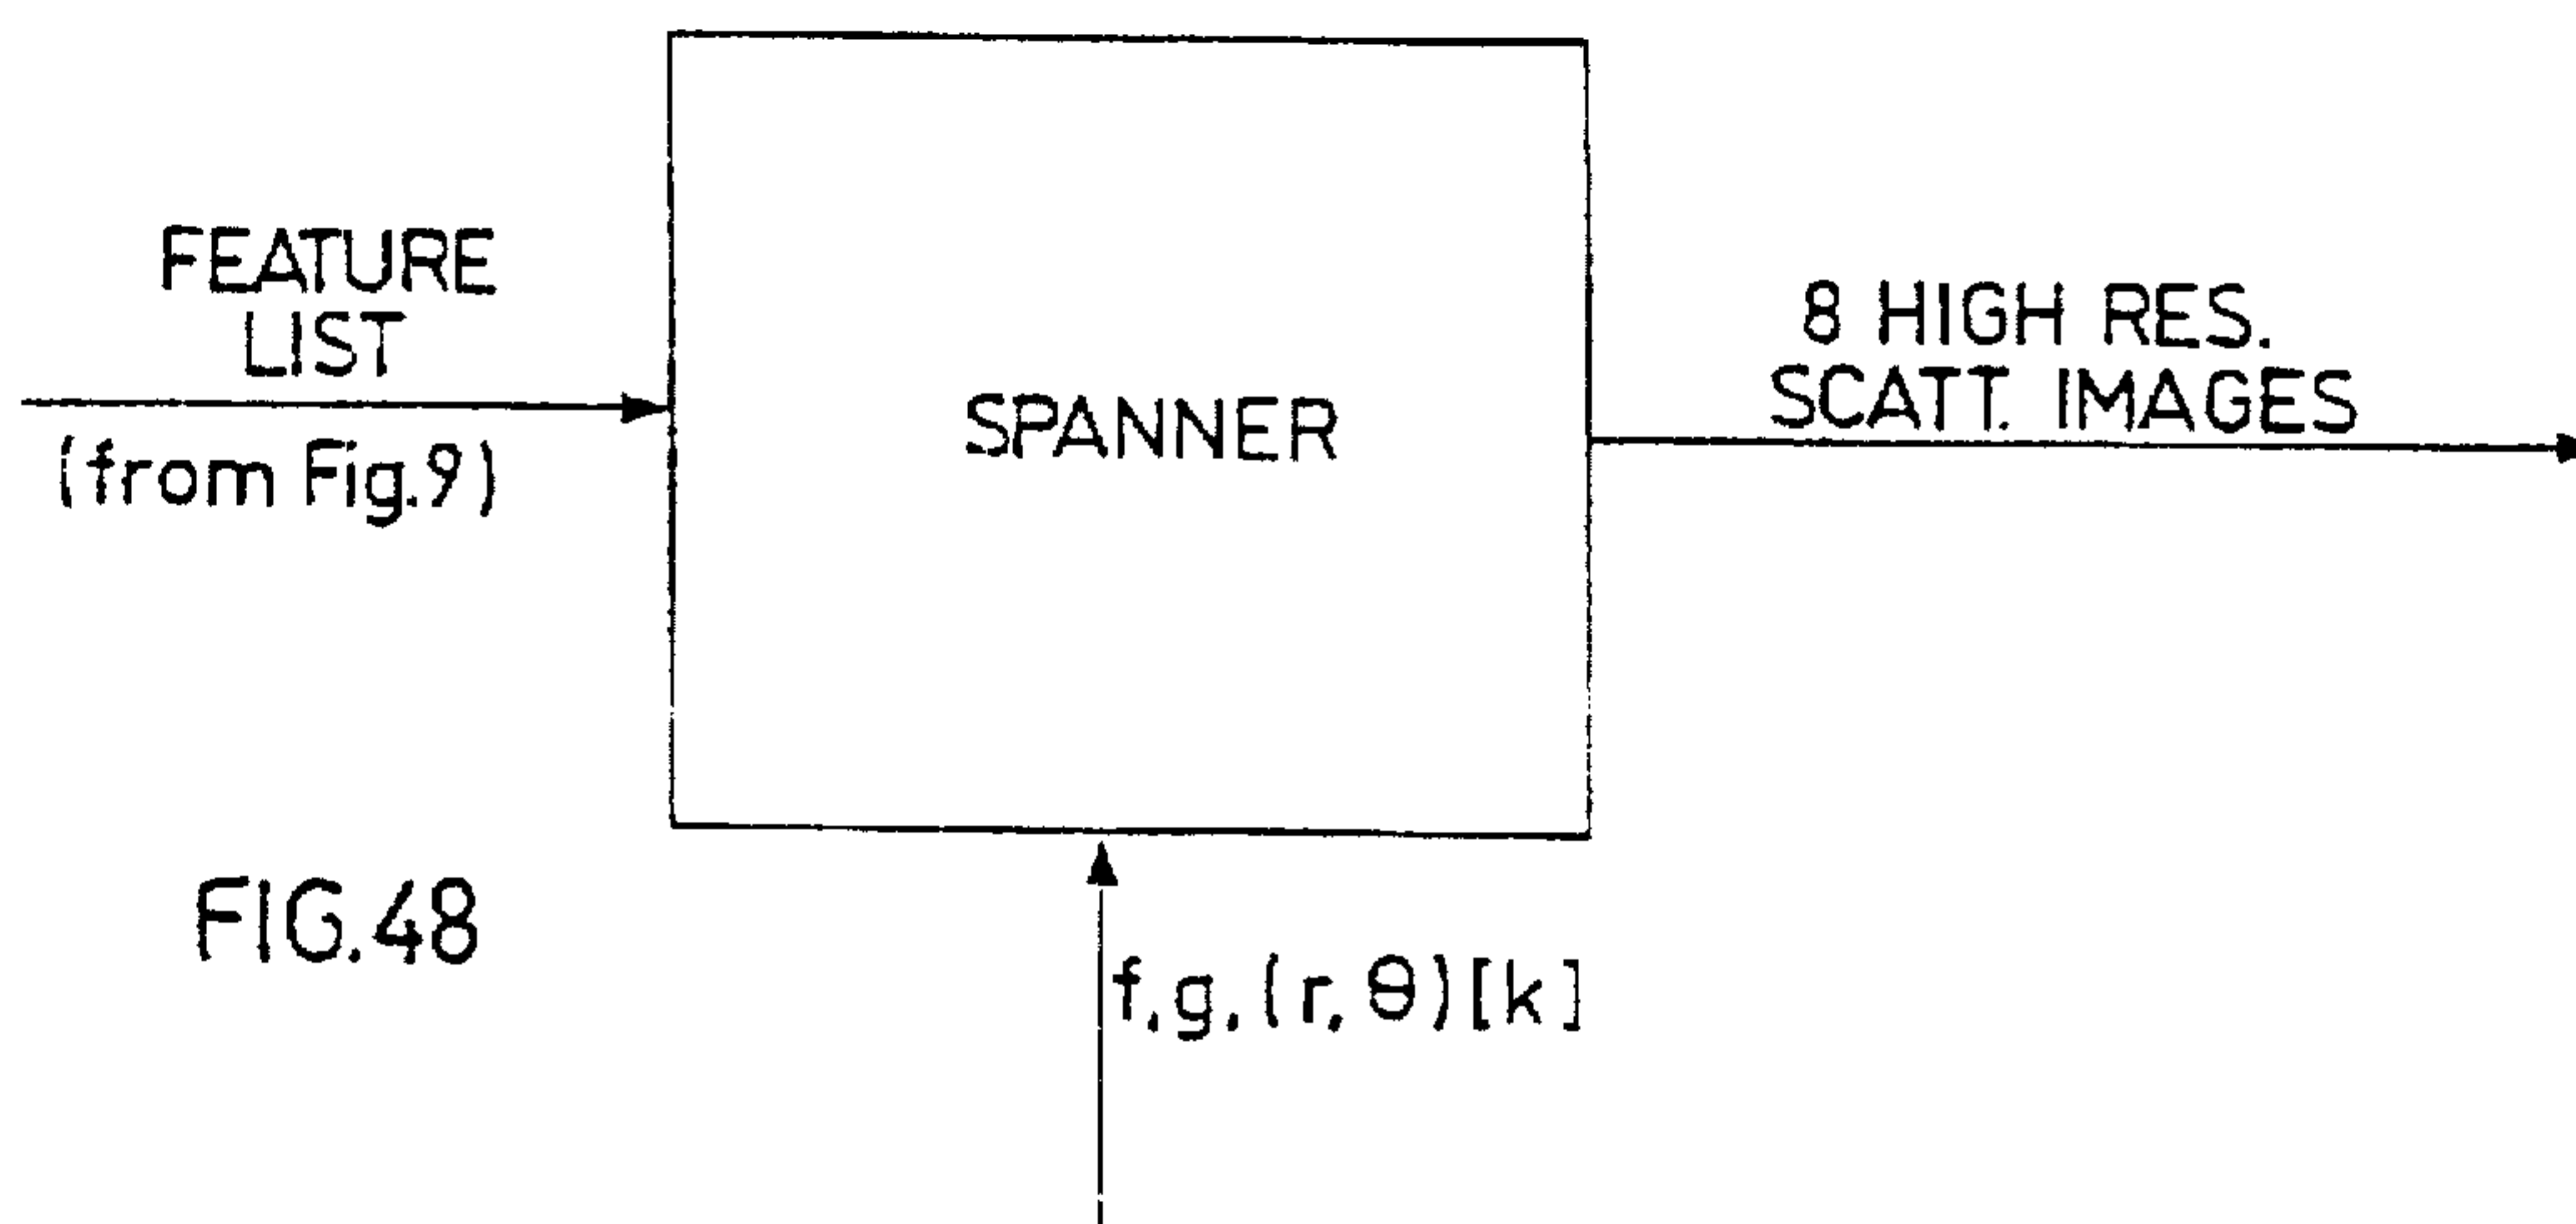 FEATURE
LIST
(from Fig.9)
SPANNER
8 HIGH RES.
SCATT. IMAGES
f,g,(r,θ)[k]
FIG.48